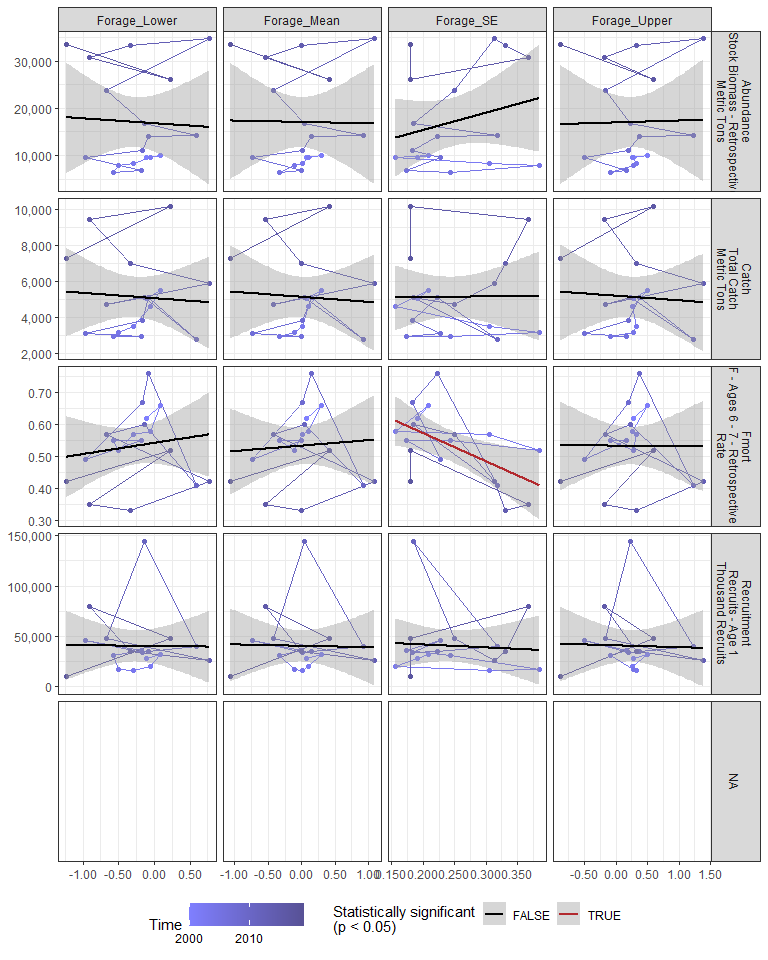 Forage_Lower
Forage_Mean
Forage_SE
Forage_Upper
30,000
20,000
10,000
Abundance
Stock Biomass - Retrospectiv
Metric Tons
10,000
8,000
6,000
4,000
2,000
Catch
Total Catch
Metric Tons
0.70
0.60
0.50
0.40
0.30
Fmort
F - Ages 6 - 7 - Retrospective
Rate
150,000
100,000
50,000
0
Recruitment
Recruits - Age 1
Thousand Recruits
NA
-1.00 -0.50 0.00 0.50
-1.00 -0.50 0.00 0.50 1.00
0.150 0.200 0.250 0.300 0.350
-0.50 0.00 0.50 1.00 1.50
Time
2000 2010
Statistically significant
(p < 0.05)
FALSE
TRUE